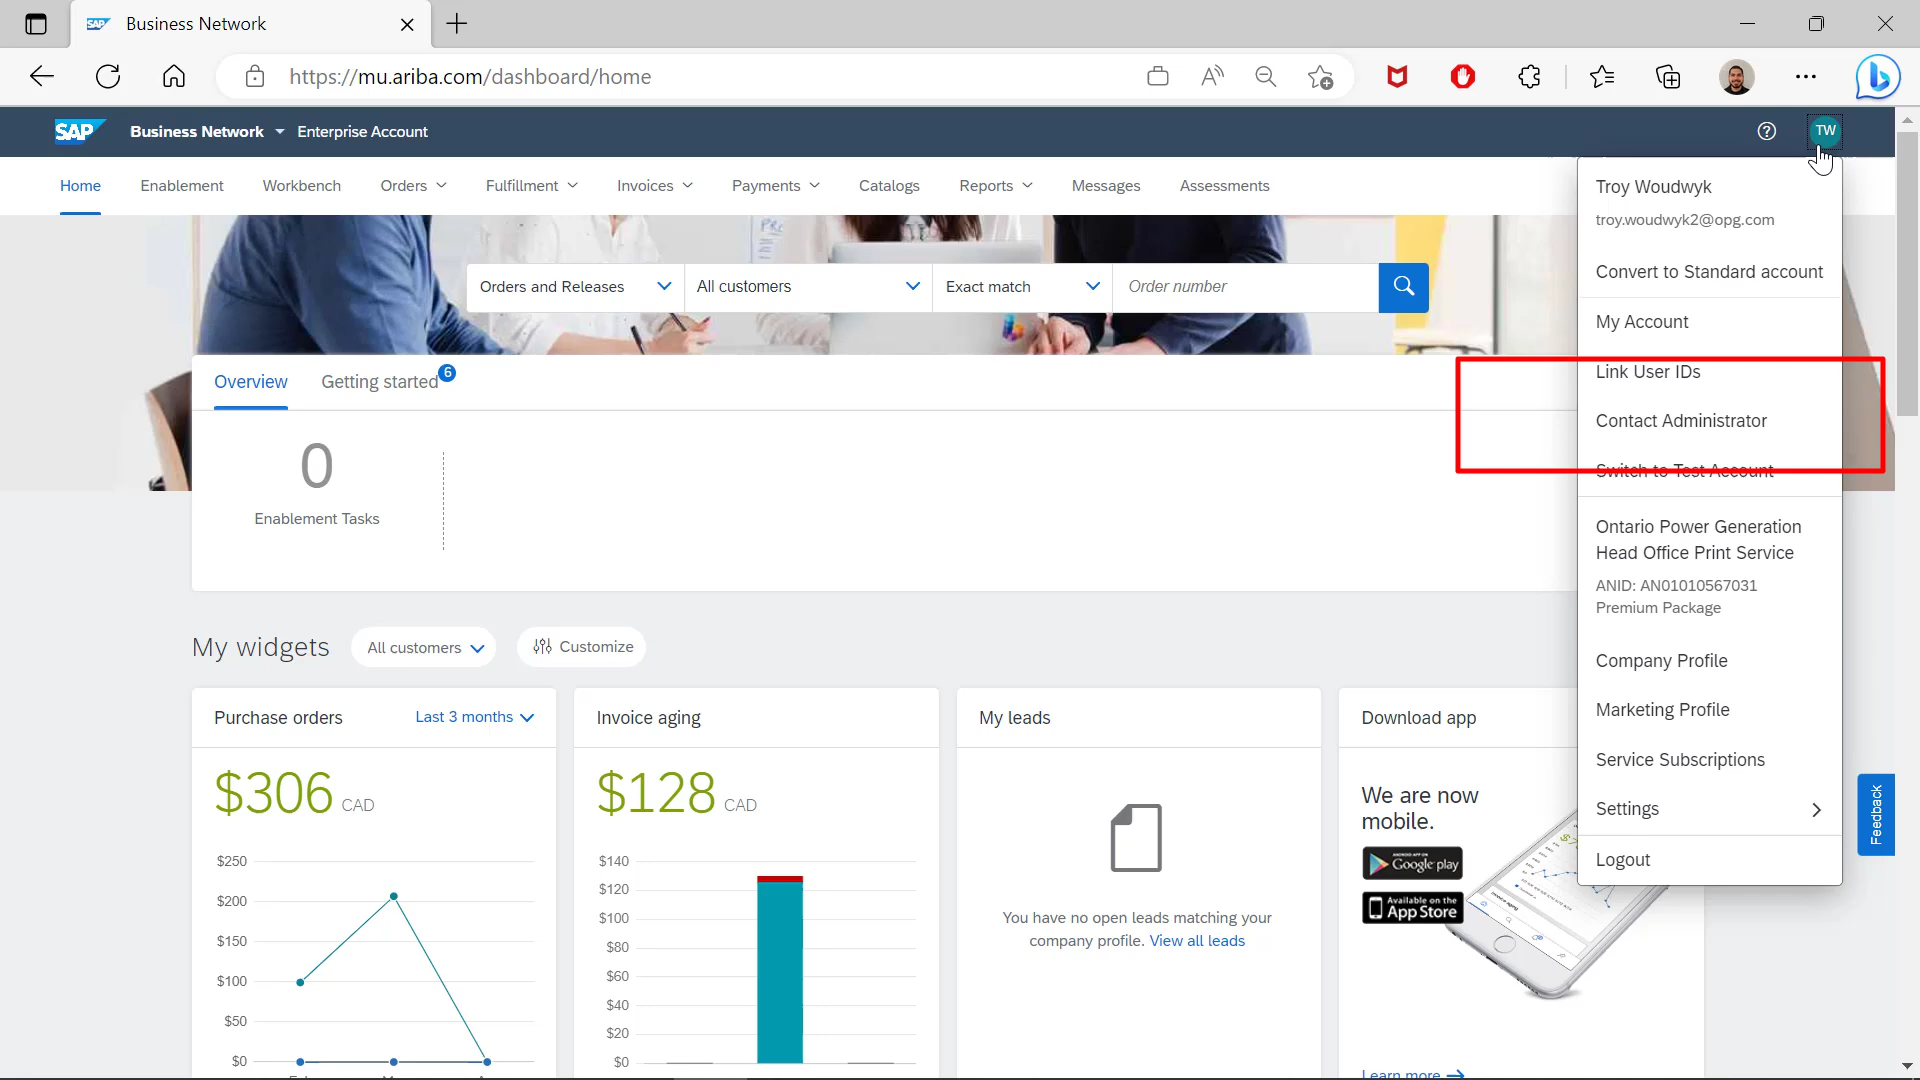 SAP Business Network
https://mu.ariba.com/dashboard/home
SAP Business Network Enterprise Account TW
Home Enablement Workbench Orders Fulfillment Invoices Payments Catalogs Reports Messages Assessments
Troy Woudwyk
troy.woudwyk2@opg.com
Convert to Standard account
My Account
Link User IDs
Contact Administrator
Switch to Test Account
Ontario Power Generation
Head Office Print Service
ANID: AN01010567031
Premium Package
Company Profile
Marketing Profile
Service Subscriptions
Settings
Logout
Orders and Releases All customers Exact match Order number
Overview Getting started 6
0
Enablement Tasks
My widgets All customers Customize
Purchase orders Last 3 months
$306 CAD
$250
$200
$150
$100
$50
$0
Invoice aging
$128 CAD
$140
$120
$100
$80
$60
$40
$20
$0
My leads
You have no open leads matching your
company profile. View all leads
Download app
We are now
mobile.
ANDROID APP ON
Google play
Available on the
App Store
Learn more
Feedback